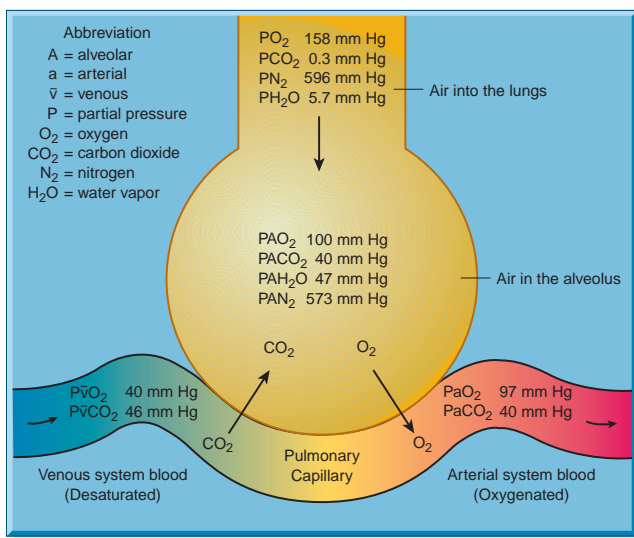 Abbreviation
A = alveolar
a = arterial
v̄ = venous
P = partial pressure
O₂ = oxygen
CO₂ = carbon dioxide
N₂ = nitrogen
H₂O = water vapor
PO₂ 158 mm Hg
PCO₂ 0.3 mm Hg
PN₂ 596 mm Hg
PH₂O 5.7 mm Hg
Air into the lungs
PAO₂ 100 mm Hg
PACO₂ 40 mm Hg
PAH₂O 47 mm Hg
PAN₂ 573 mm Hg
Air in the alveolus
CO₂ O₂
Pv̄O₂ 40 mm Hg
Pv̄CO₂ 46 mm Hg
PaO₂ 97 mm Hg
PaCO₂ 40 mm Hg
CO₂
O₂
Pulmonary
Capillary
Venous system blood
(Desaturated)
Arterial system blood
(Oxygenated)